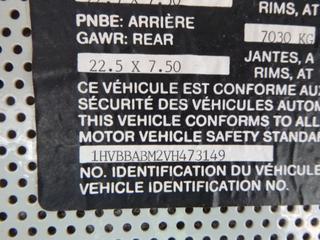 RIMS, AT
PNBE: ARRIÈRE
GAWR: REAR
7030 KG
22.5 X 7.50
JANTES, A
RIMS, AT
CE VÉHICULE EST CONFORME AUX
SÉCURITÉ DES VÉHICULES AUTOM
THIS VEHICLE CONFORMS TO ALL
MOTOR VEHICLE SAFETY STANDA
1HVBBABM2VH473149
NO. IDENTIFICATION DU VÉHICULE
VEHICLE IDENTIFICATION NO.